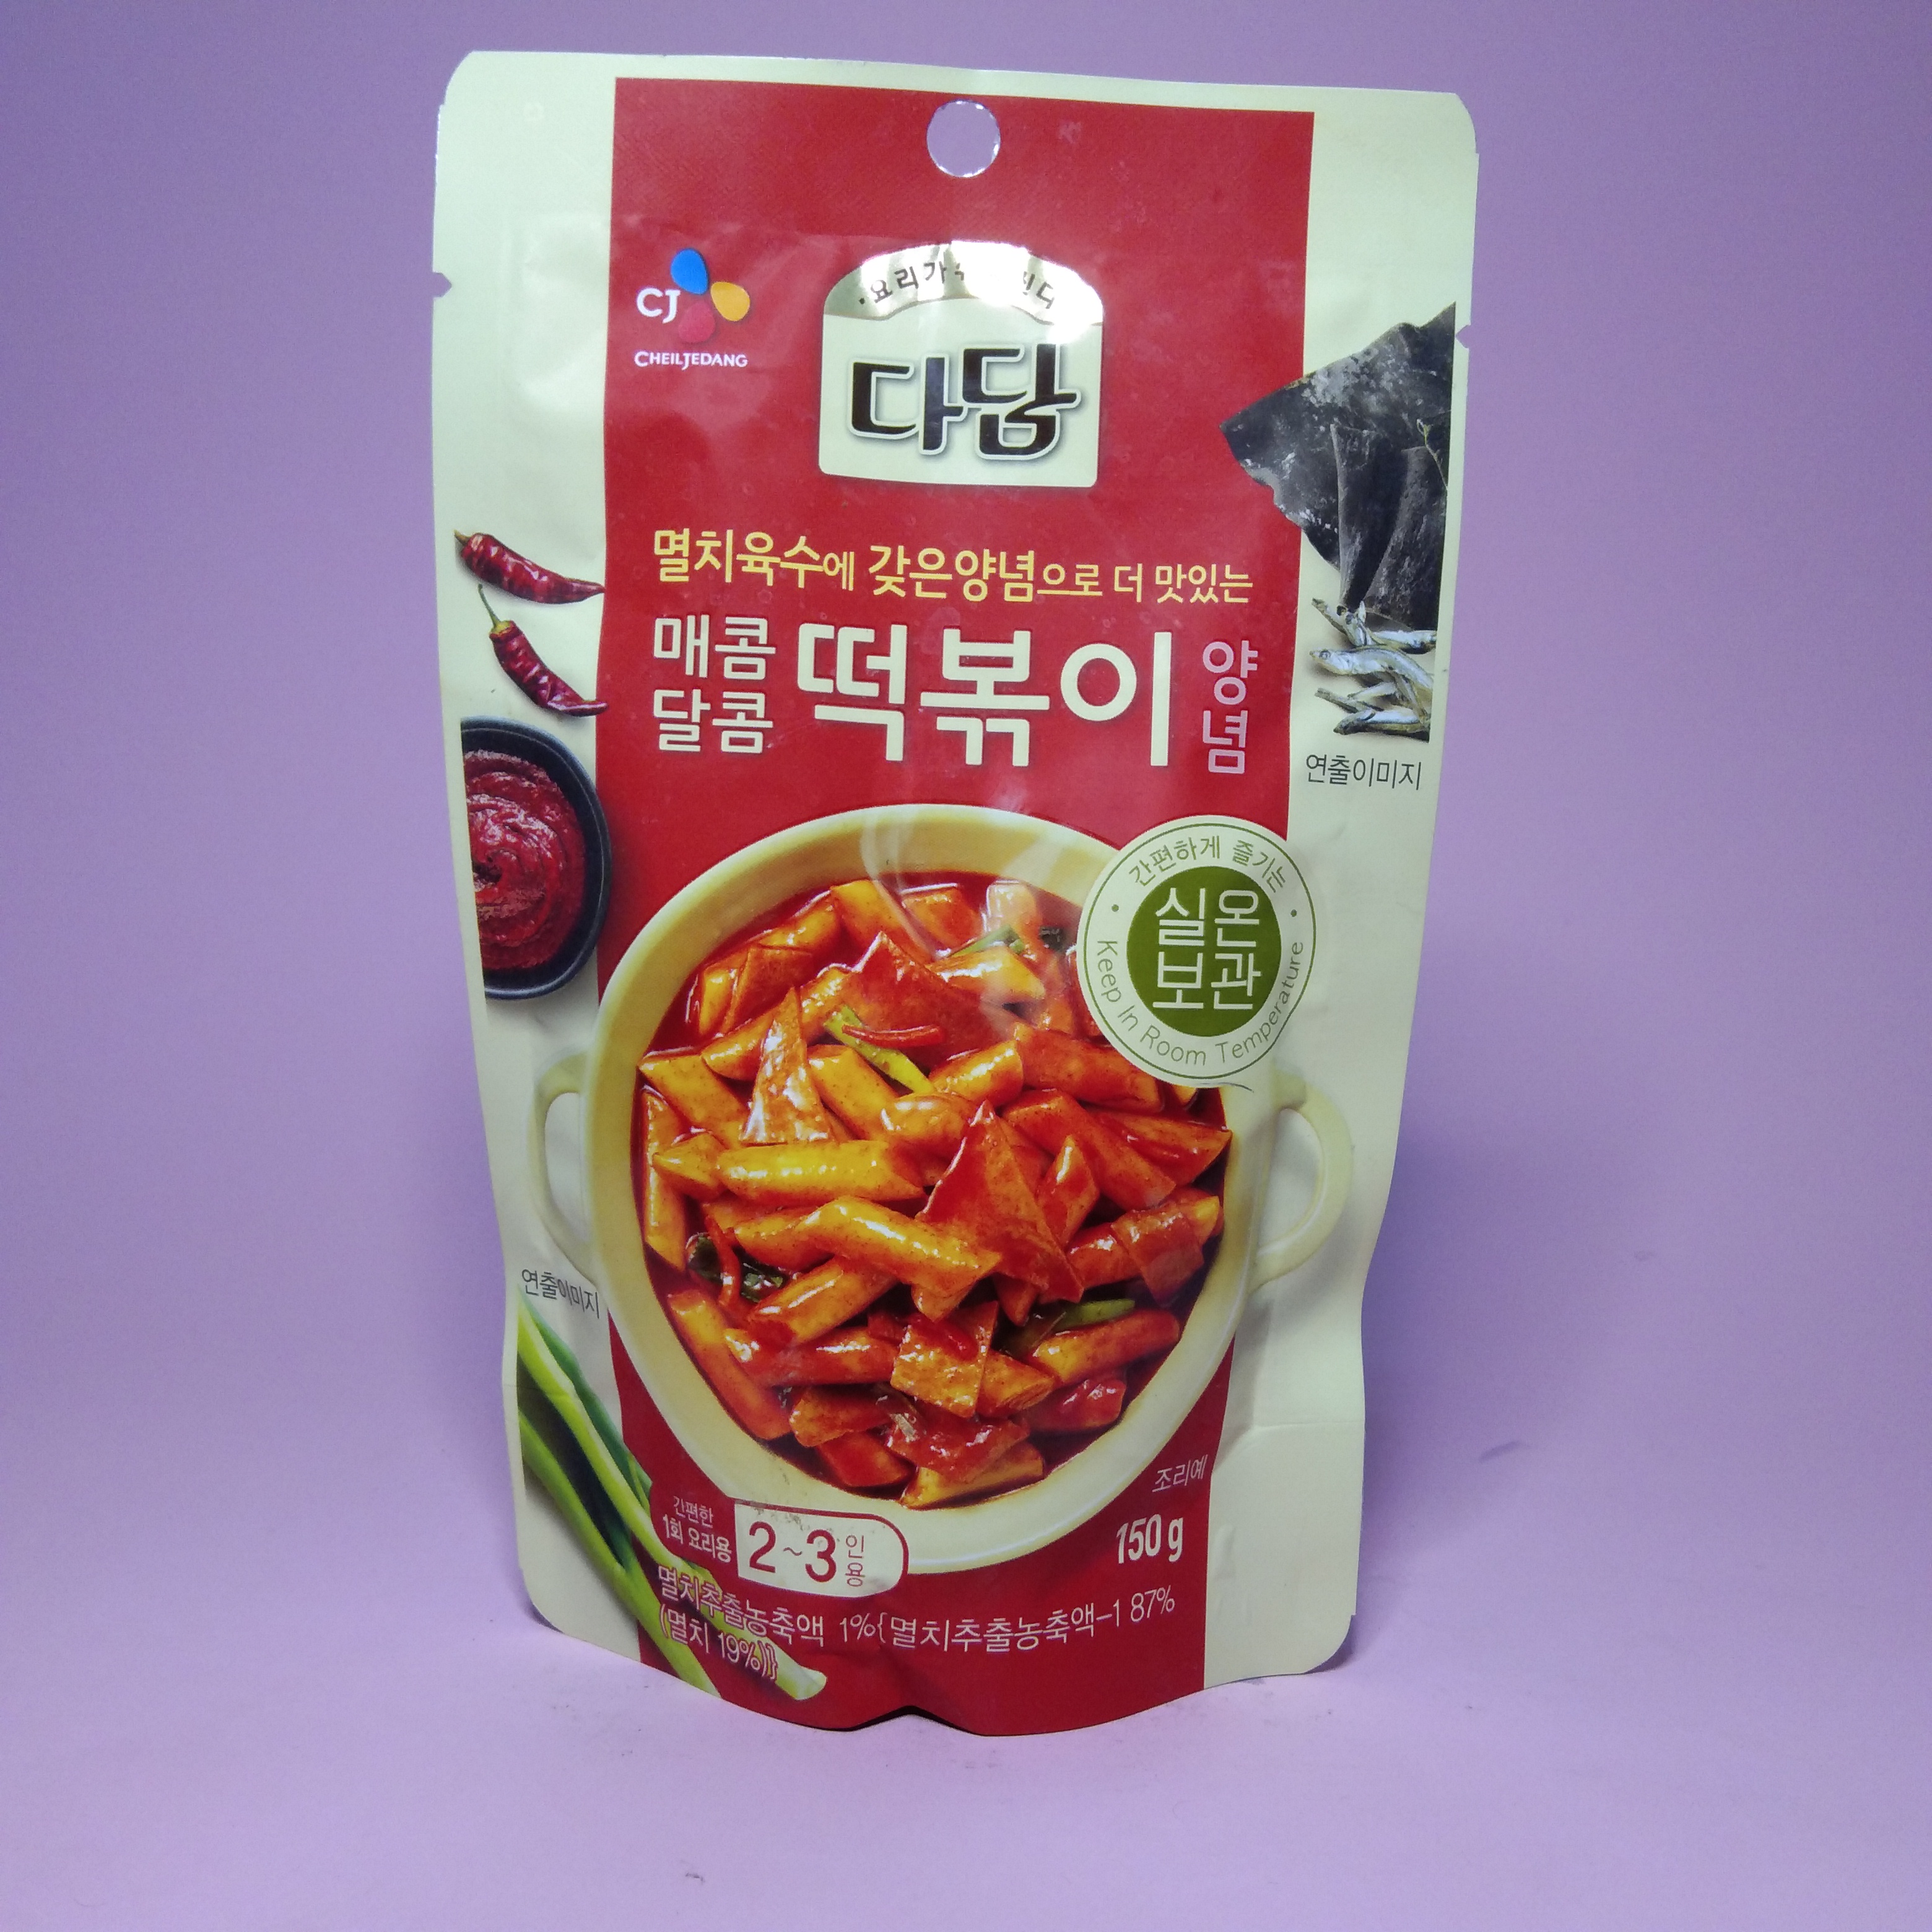 CJ
CHEILJEDANG
요리가
다담
멸치육수에 갖은양념으로 더 맛있는
매콤
달콤
떡볶이
양념
연출이미지
간편하게 즐기는
실온
보관
Keep In Room Temperature
연출이미지
조리예
간편한
1회 요리용
2~3 인용
150 g
멸치추출농축액 1%{멸치추출농축액-1 87%
(멸치 19%)}